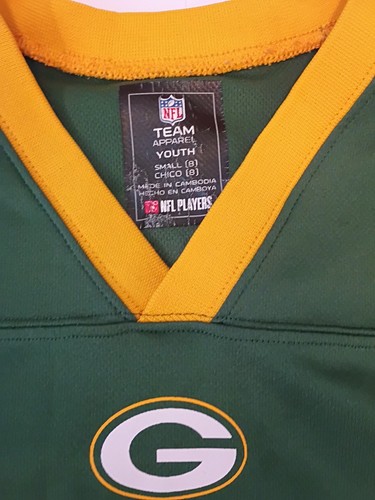 NFL
TEAM
APPAREL
YOUTH
SMALL (8)
CHICO (8)
MADE IN CAMBODIA
HECHO EN CAMBOYA
NFL PLAYERS
G